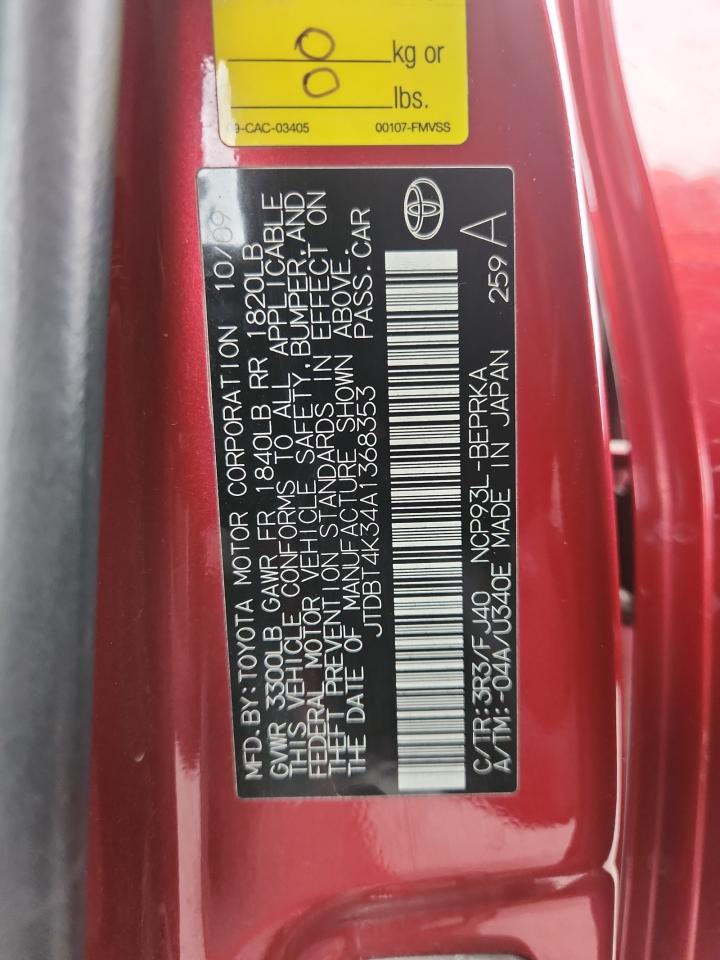 0 kg or
0 lbs.
09-CAC-03405 00107-FMVSS
MFD.BY:TOYOTA MOTOR CORPORATION 10/09
GVWR 3300LB GAWR FR 1840LB RR 1820LB
THIS VEHICLE CONFORMS TO ALL APPLICABLE
FEDERAL MOTOR VEHICLE SAFETY, BUMPER, AND
THEFT PREVENTION STANDARDS IN EFFECT ON
THE DATE OF MANUFACTURE SHOWN ABOVE.
JTDBT4K34A1368353 PASS.CAR
C/TR:3R3/FJ40 NCP93L-BEPRKA 259 A
A/TM:-04A/U340E MADE IN JAPAN